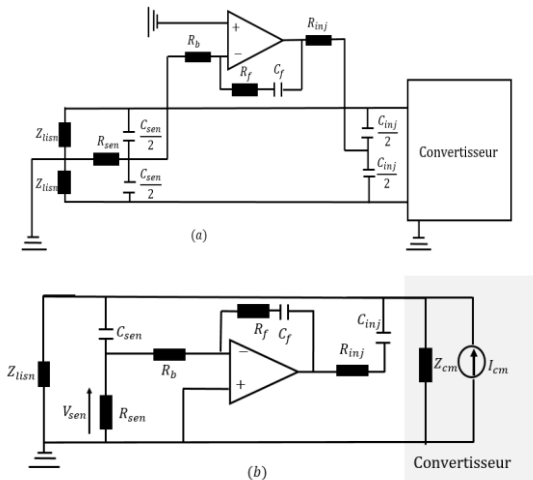 +
−
R_b
R_inj
R_f
C_f
Z_lisn
R_sen
C_sen
2
C_inj
2
Convertisseur
Z_lisn
C_sen
2
C_inj
2
(a)
C_sen
R_f
C_f
C_inj
R_b
−
+
R_inj
Z_lisn
V_sen
R_sen
Z_cm
I_cm
(b)
Convertisseur